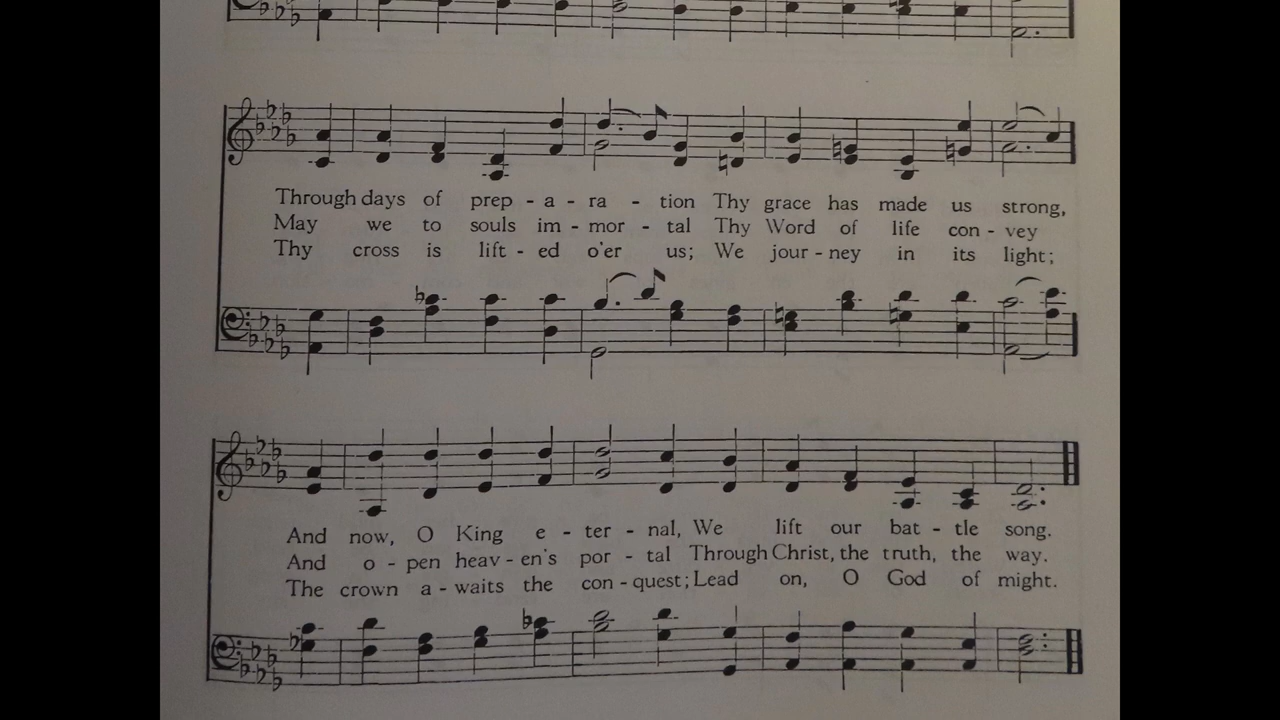 Through days of prep - a - ra - tion Thy grace has made us strong,
May we to souls im - mor - tal Thy Word of life con - vey
Thy cross is lift - ed o'er us; We jour - ney in its light;
And now, O King e - ter - nal, We lift our bat - tle song.
And o - pen heav - en's por - tal Through Christ, the truth, the way.
The crown a - waits the con - quest; Lead on, O God of might.